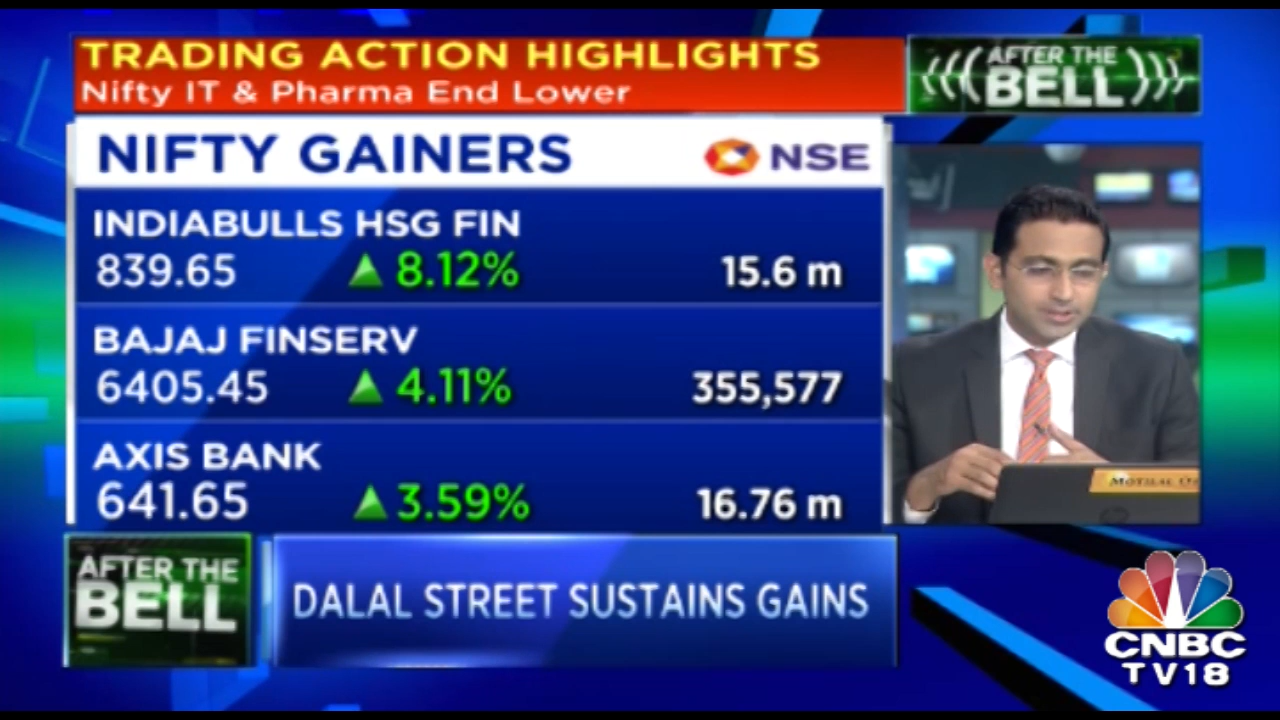 TRADING ACTION HIGHLIGHTS
Nifty IT & Pharma End Lower
AFTER THE
BELL
NIFTY GAINERS
NSE
INDIABULLS HSG FIN
839.65 ▲ 8.12% 15.6 m
BAJAJ FINSERV
6405.45 ▲ 4.11% 355,577
AXIS BANK
641.65 ▲ 3.59% 16.76 m
MOTILAL
AFTER THE
BELL
DALAL STREET SUSTAINS GAINS
CNBC
TV18